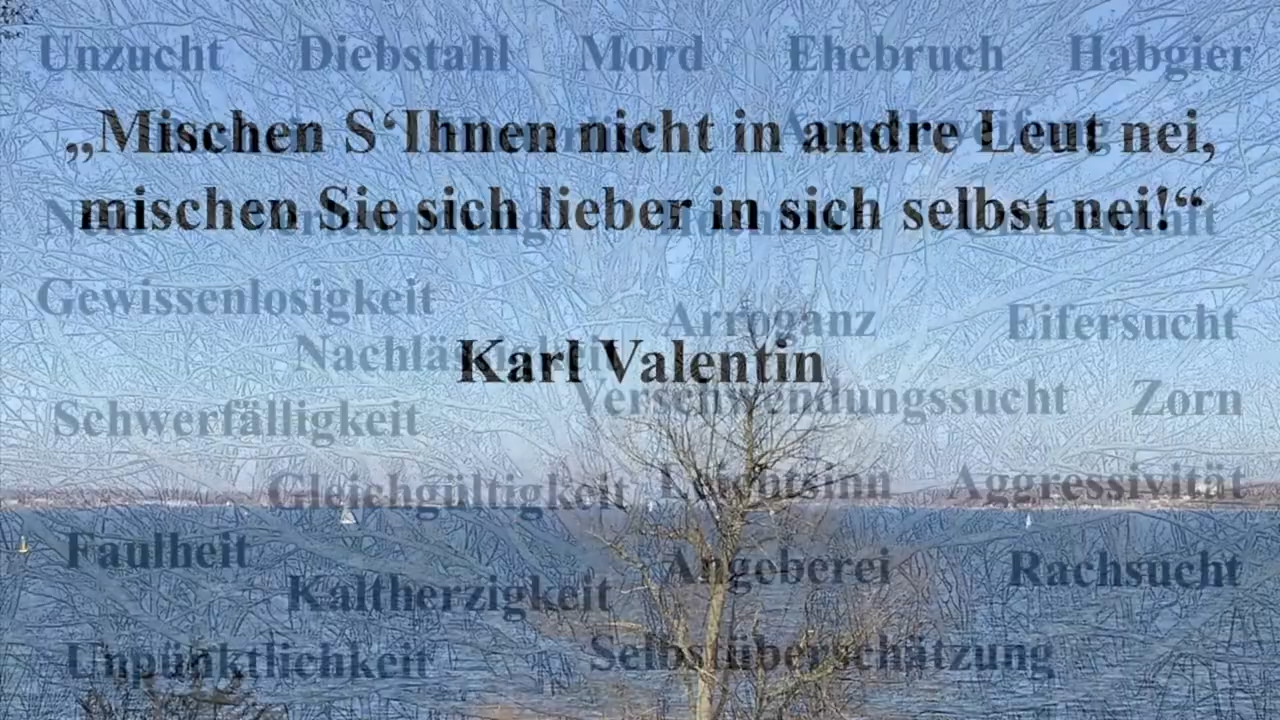 Unzucht Diebstahl Mord Ehebruch Habgier
„Mischen S‘Ihnen nicht in andre Leut nei,
mischen Sie sich lieber in sich selbst nei!“
Gewissenlosigkeit
Arroganz Eifersucht
Karl Valentin
Verschwendungssucht Zorn
Schwerfälligkeit
Gleichgültigkeit Leichtsinn Aggressivität
Faulheit
Angeberei Rachsucht
Kaltherzigkeit
Unpünktlichkeit Selbstüberschätzung